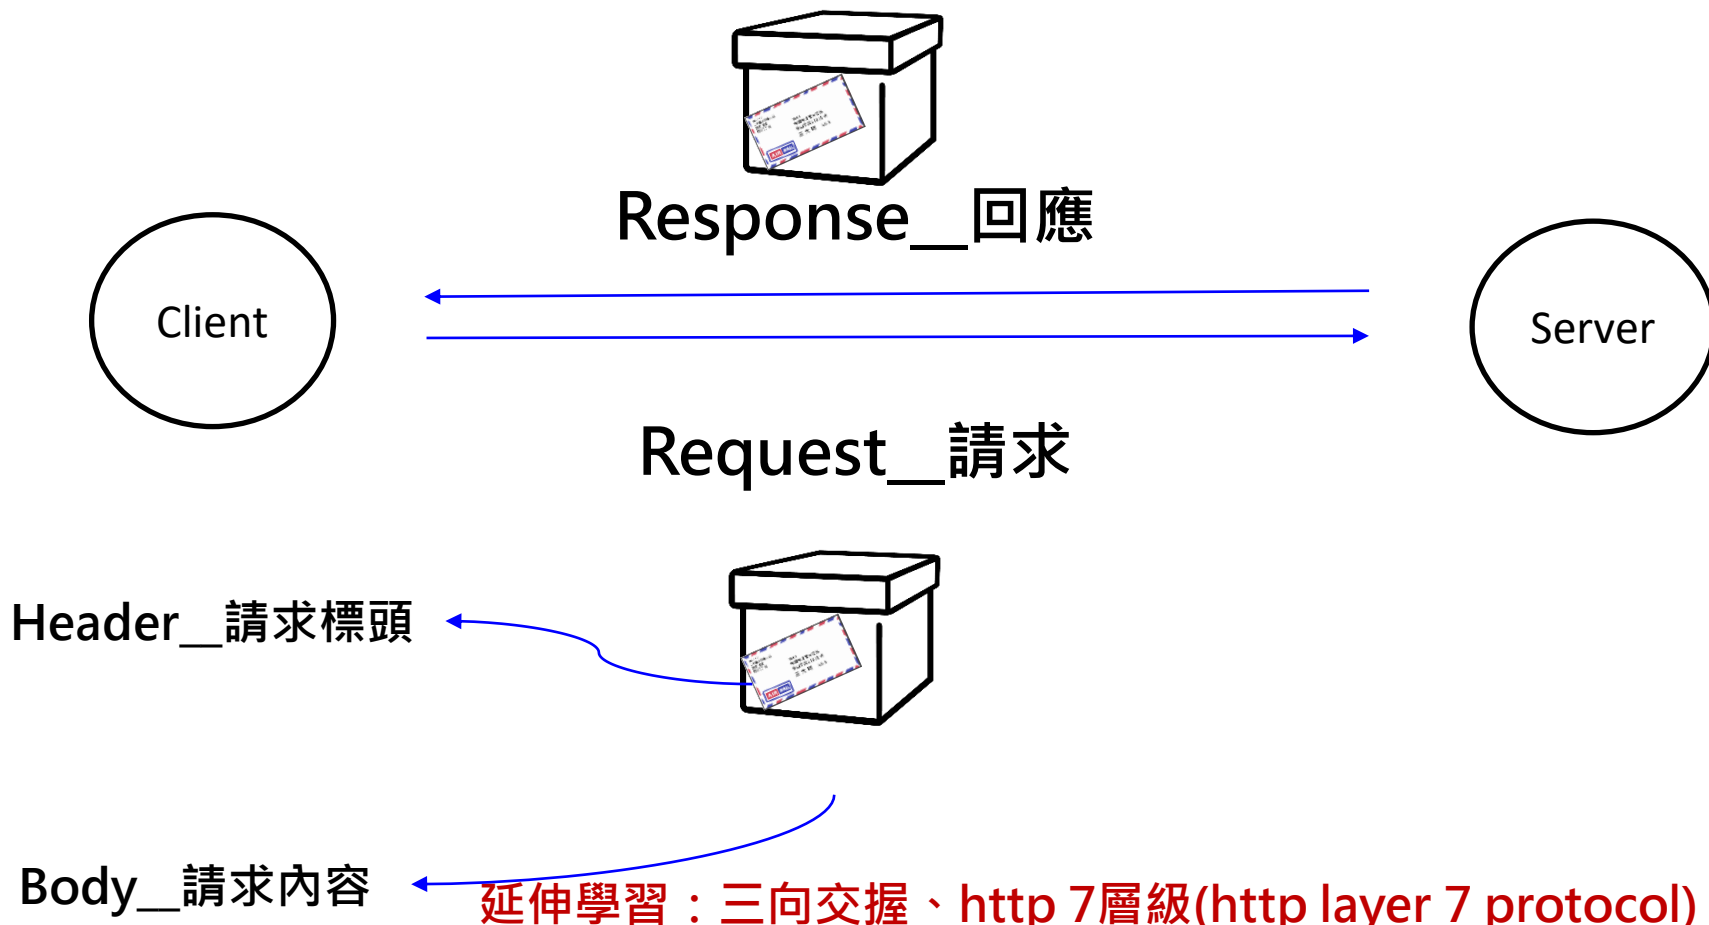 Response__回應
Client
Server
Request__請求
Header__請求標頭
Body__請求內容
延伸學習：三向交握、http 7層級(http layer 7 protocol)